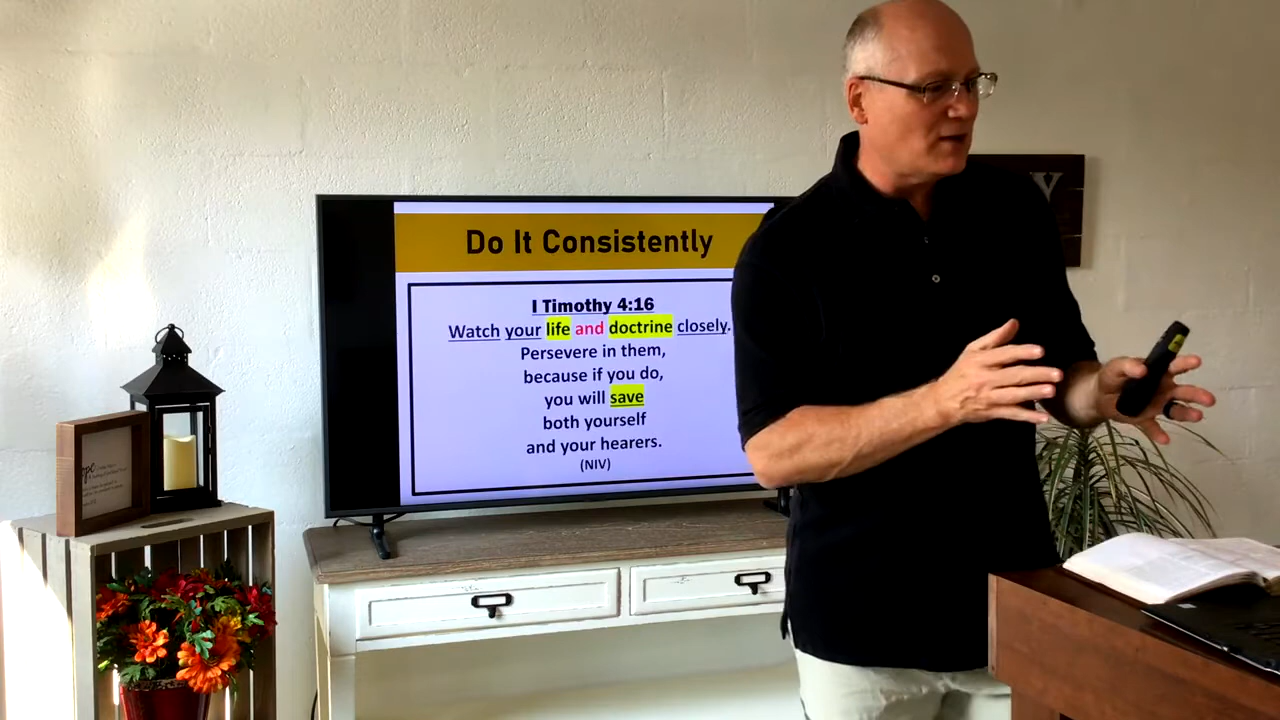 Do It Consistently
I Timothy 4:16
Watch your life and doctrine closely.
Persevere in them,
because if you do,
you will save
both yourself
and your hearers.
(NIV)
Y